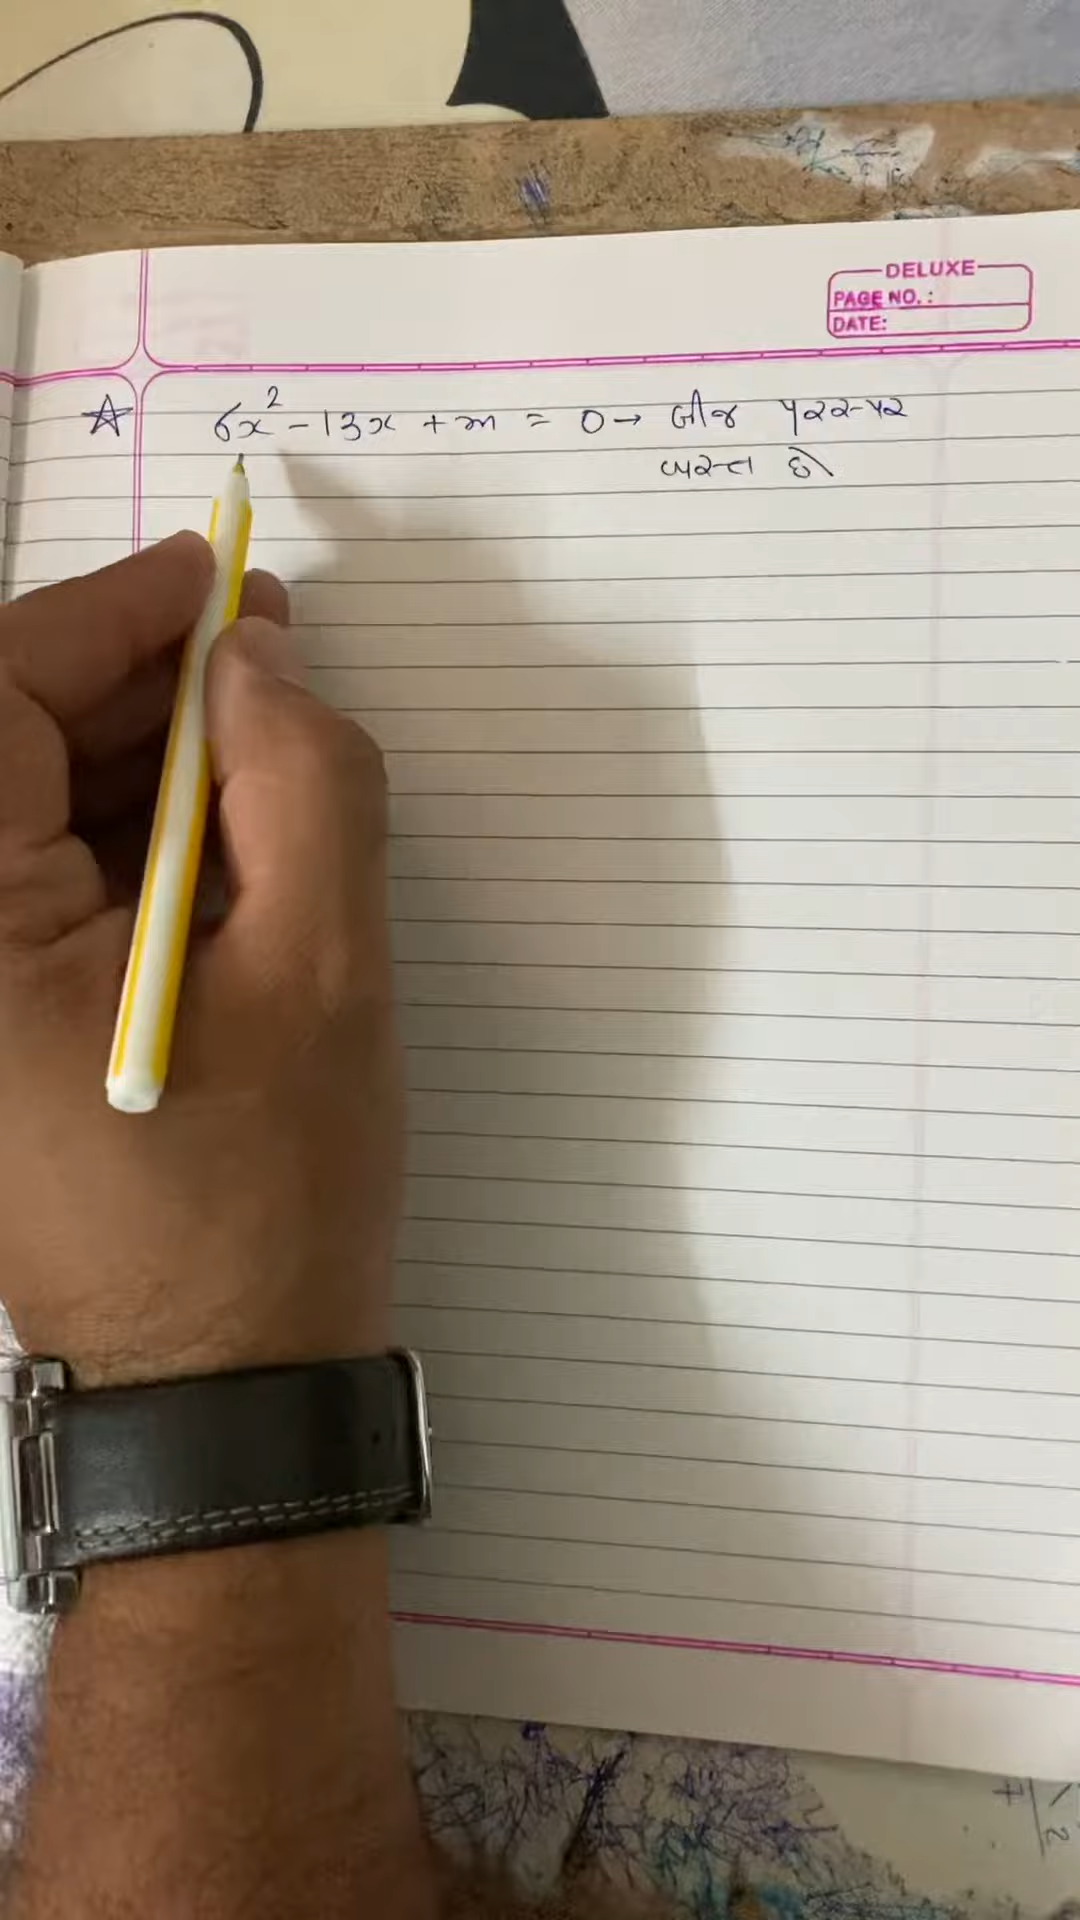 DELUXE
PAGE NO. :
DATE:
6x² - 13x + m = 0 → બીજ પરસ્પર
વ્યસ્ત હોય